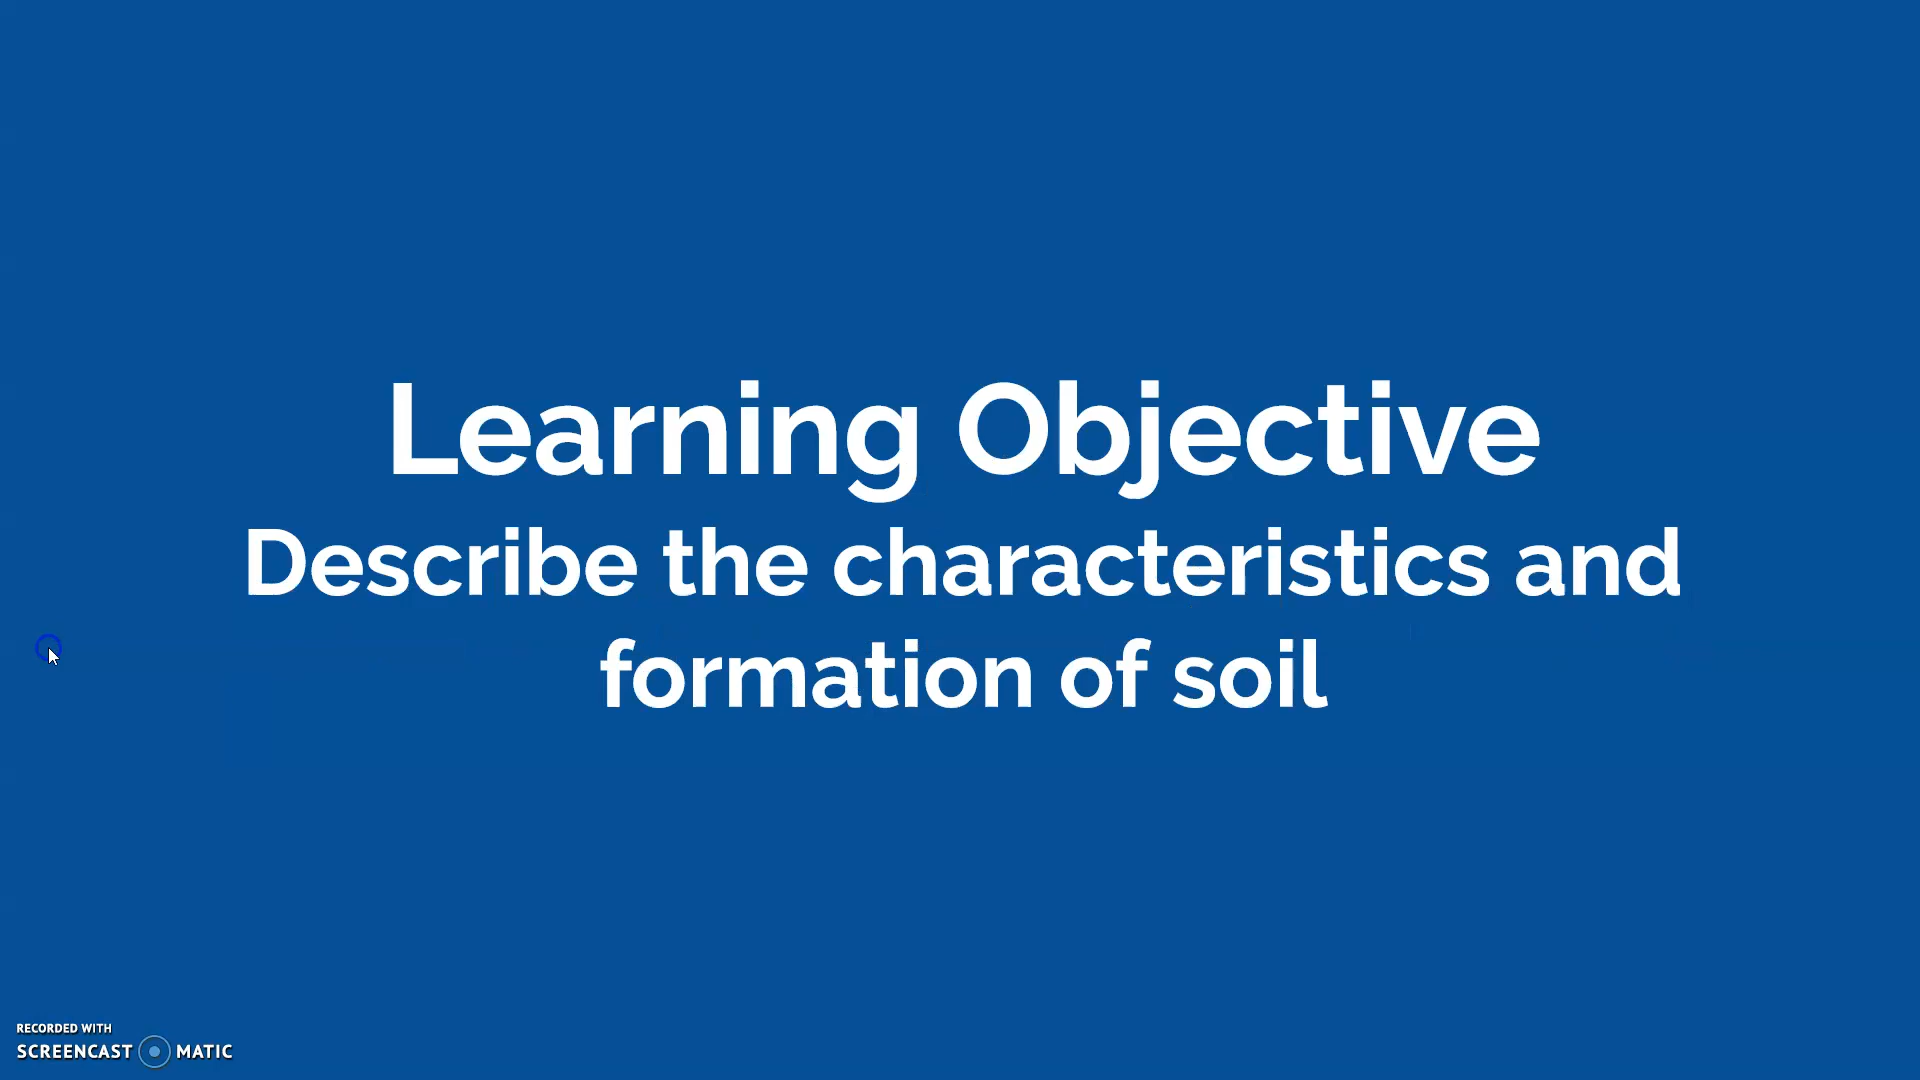 Learning Objective
Describe the characteristics and
formation of soil
RECORDED WITH
SCREENCAST MATIC